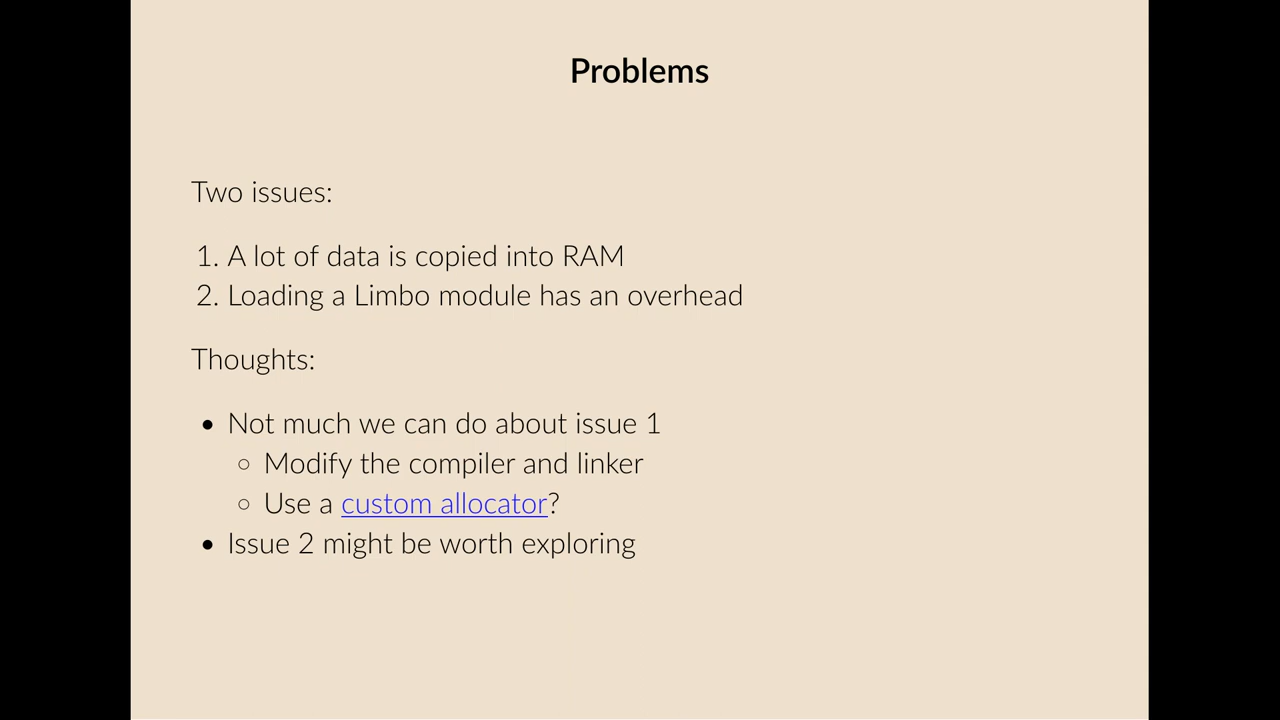 Problems
Two issues:
1. A lot of data is copied into RAM
2. Loading a Limbo module has an overhead
Thoughts:
• Not much we can do about issue 1
○ Modify the compiler and linker
○ Use a custom allocator?
• Issue 2 might be worth exploring